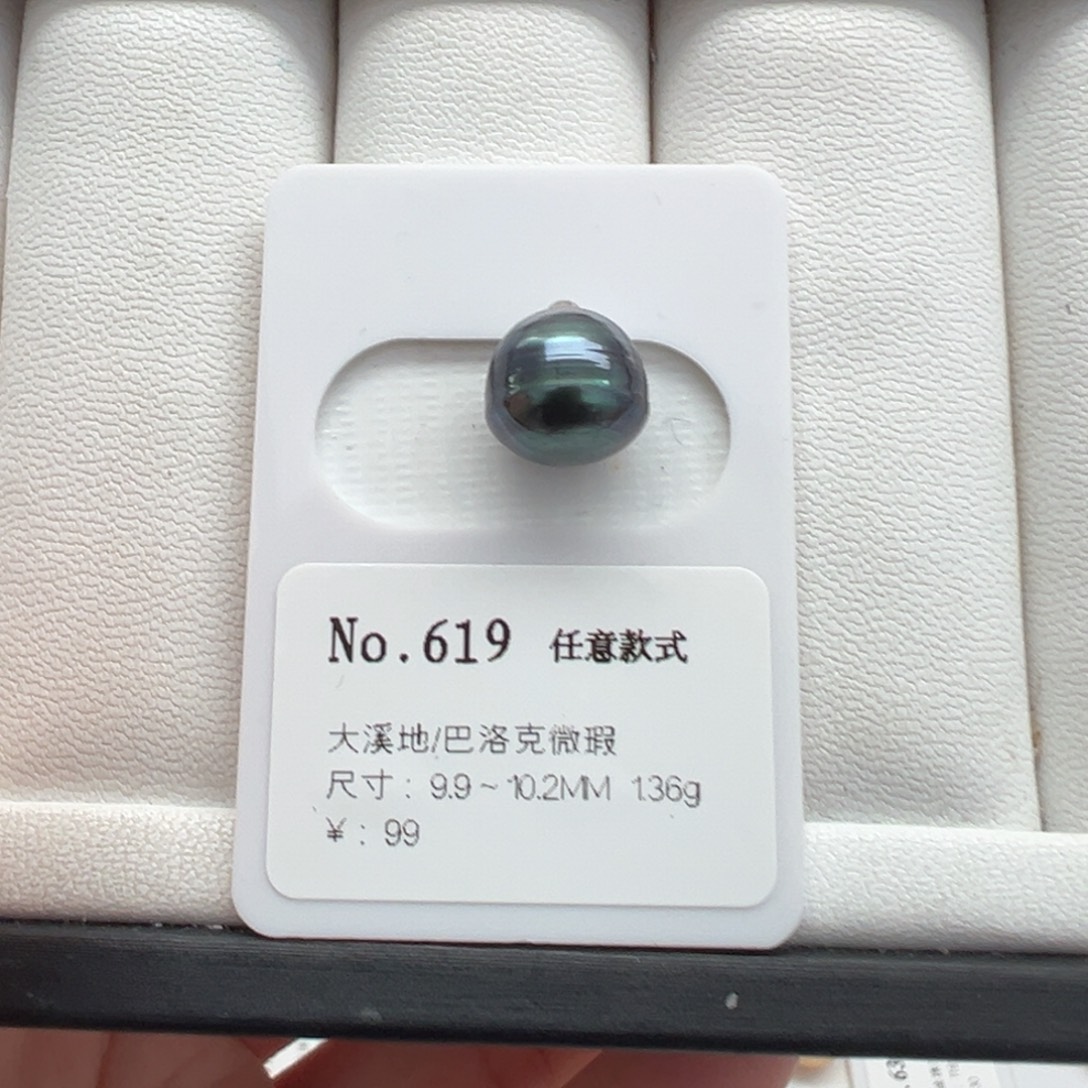 No.619 任意款式
大溪地/巴洛克微瑕
尺寸：9.9~10.2MM 1.36g
¥：99
63